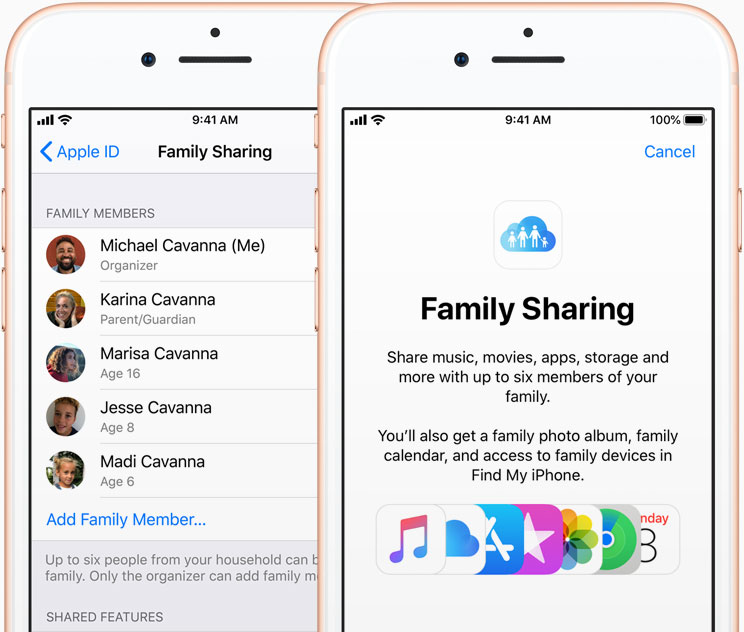 9:41 AM
Apple ID
Family Sharing
FAMILY MEMBERS
Michael Cavanna (Me)
Organizer
Karina Cavanna
Parent/Guardian
Marisa Cavanna
Age 16
Jesse Cavanna
Age 8
Madi Cavanna
Age 6
Add Family Member...
Up to six people from your household can b
family. Only the organizer can add family m
SHARED FEATURES
9:41 AM 100%
Cancel
Family Sharing
Share music, movies, apps, storage and
more with up to six members of your
family.
You’ll also get a family photo album, family
calendar, and access to family devices in
Find My iPhone.
nday